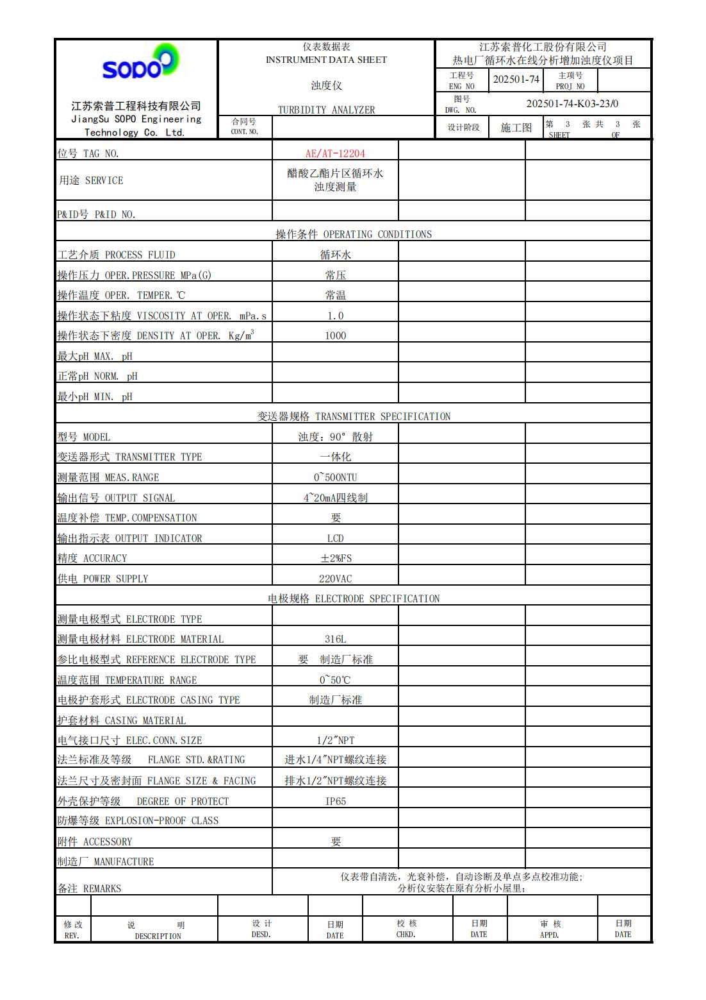 sopo
江苏索普工程科技有限公司
JiangSu SOPO Engineering
Technology Co. Ltd.
仪表数据表
INSTRUMENT DATA SHEET
浊度仪
TURBIDITY ANALYZER
合同号
CONT.NO.
江苏索普化工股份有限公司
热电厂循环水在线分析增加浊度仪项目
工程号 202501-74 主项号
ENG NO PROJ NO
图号 202501-74-K03-23/0
DWG. NO.
设计阶段 施工图 第 3 张 共 3 张
SHEET OF
位号 TAG NO. AE/AT-12204
用途 SERVICE 醋酸乙酯片区循环水
浊度测量
P&ID号 P&ID NO.
操作条件 OPERATING CONDITIONS
工艺介质 PROCESS FLUID 循环水
操作压力 OPER.PRESSURE MPa(G) 常压
操作温度 OPER. TEMPER.℃ 常温
操作状态下粘度 VISCOSITY AT OPER. mPa.s 1.0
操作状态下密度 DENSITY AT OPER. Kg/m³ 1000
最大pH MAX. pH
正常pH NORM. pH
最小pH MIN. pH
变送器规格 TRANSMITTER SPECIFICATION
型号 MODEL 浊度：90°散射
变送器形式 TRANSMITTER TYPE 一体化
测量范围 MEAS.RANGE 0~500NTU
输出信号 OUTPUT SIGNAL 4~20mA四线制
温度补偿 TEMP.COMPENSATION 要
输出指示表 OUTPUT INDICATOR LCD
精度 ACCURACY ±2%FS
供电 POWER SUPPLY 220VAC
电极规格 ELECTRODE SPECIFICATION
测量电极型式 ELECTRODE TYPE
测量电极材料 ELECTRODE MATERIAL 316L
参比电极型式 REFERENCE ELECTRODE TYPE 要 制造厂标准
温度范围 TEMPERATURE RANGE 0~50℃
电极护套形式 ELECTRODE CASING TYPE 制造厂标准
护套材料 CASING MATERIAL
电气接口尺寸 ELEC.CONN.SIZE 1/2"NPT
法兰标准及等级 FLANGE STD.&RATING 进水1/4"NPT螺纹连接
法兰尺寸及密封面 FLANGE SIZE & FACING 排水1/2"NPT螺纹连接
外壳保护等级 DEGREE OF PROTECT IP65
防爆等级 EXPLOSION-PROOF CLASS
附件 ACCESSORY 要
制造厂 MANUFACTURE
备注 REMARKS 仪表带自清洗，光衰补偿，自动诊断及单点多点校准功能;
分析仪安装在原有分析小屋里;
修 改 说 明 设 计 日期 校 核 日期 审 核 日期
REV. DESCRIPTION DESD. DATE CHKD. DATE APPD. DATE